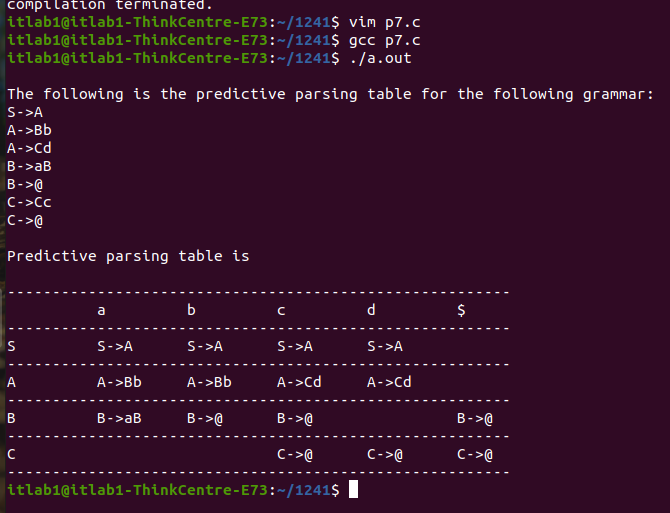 compilation terminated.
itlab1@itlab1-ThinkCentre-E73:~/1241$ vim p7.c
itlab1@itlab1-ThinkCentre-E73:~/1241$ gcc p7.c
itlab1@itlab1-ThinkCentre-E73:~/1241$ ./a.out
The following is the predictive parsing table for the following grammar:
S->A
A->Bb
A->Cd
B->aB
B->@
C->Cc
C->@
Predictive parsing table is
--------------------------------------------------------
a b c d $
--------------------------------------------------------
S S->A S->A S->A S->A
--------------------------------------------------------
A A->Bb A->Bb A->Cd A->Cd
--------------------------------------------------------
B B->aB B->@ B->@ B->@
--------------------------------------------------------
C C->@ C->@ C->@
--------------------------------------------------------
itlab1@itlab1-ThinkCentre-E73:~/1241$